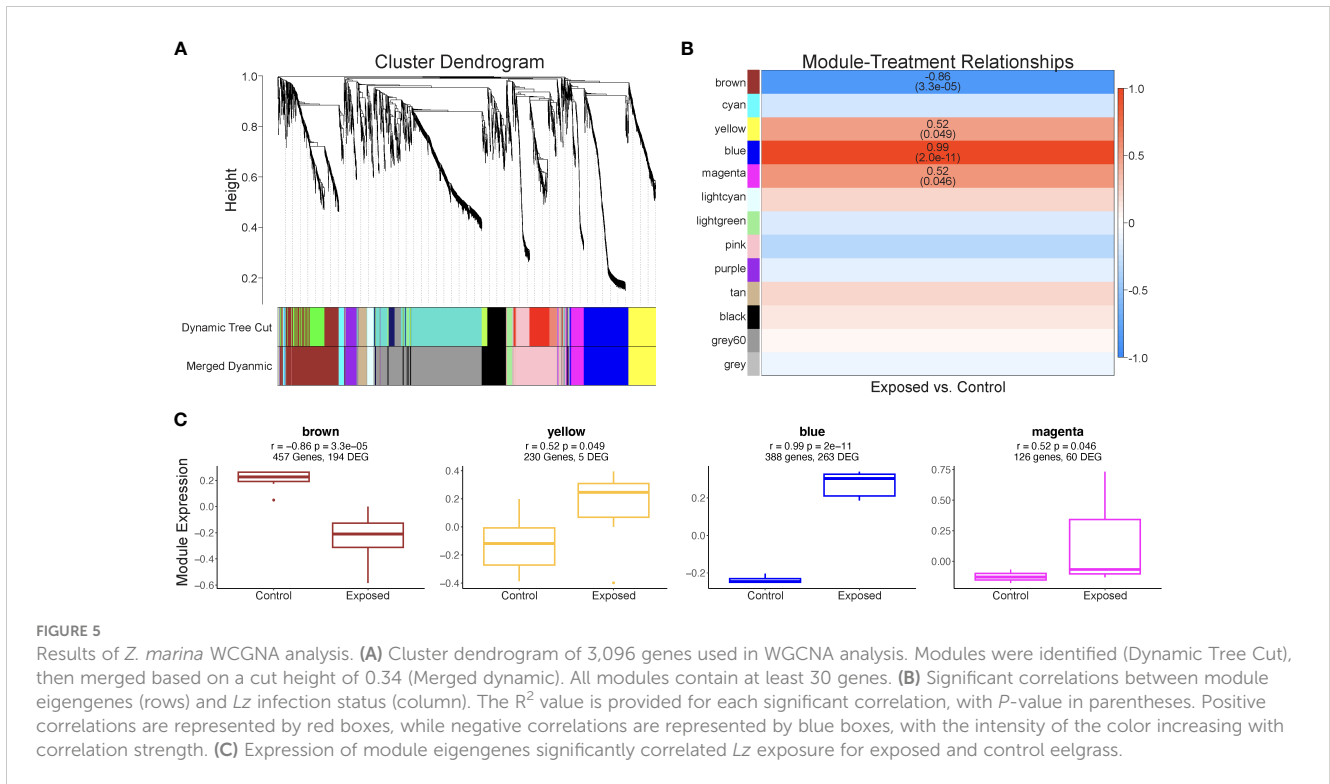 A
Cluster Dendrogram
Height
1.0
0.8
0.6
0.4
0.2
Dynamic Tree Cut
Merged Dyanmic
B
Module-Treatment Relationships
brown
cyan
yellow
blue
magenta
lightcyan
lightgreen
pink
purple
tan
black
grey60
grey
-0.86
(3.3e-05)
0.52
(0.049)
0.99
(2.0e-11)
0.52
(0.046)
1.0
0.5
0
-0.5
-1.0
Exposed vs. Control
C
Module Expression
brown
r = −0.86 p = 3.3e−05
457 Genes, 194 DEG
0.2
0.0
−0.2
−0.4
−0.6
Control Exposed
yellow
r = 0.52 p = 0.049
230 Genes, 5 DEG
0.4
0.2
0.0
−0.2
−0.4
Control Exposed
blue
r = 0.99 p = 2e−11
388 genes, 263 DEG
0.2
0.0
−0.2
Control Exposed
magenta
r = 0.52 p = 0.046
126 genes, 60 DEG
0.75
0.50
0.25
0.00
Control Exposed
FIGURE 5
Results of Z. marina WCGNA analysis. (A) Cluster dendrogram of 3,096 genes used in WGCNA analysis. Modules were identified (Dynamic Tree Cut),
then merged based on a cut height of 0.34 (Merged dynamic). All modules contain at least 30 genes. (B) Significant correlations between module
eigengenes (rows) and Lz infection status (column). The R² value is provided for each significant correlation, with P-value in parentheses. Positive
correlations are represented by red boxes, while negative correlations are represented by blue boxes, with the intensity of the color increasing with
correlation strength. (C) Expression of module eigengenes significantly correlated Lz exposure for exposed and control eelgrass.